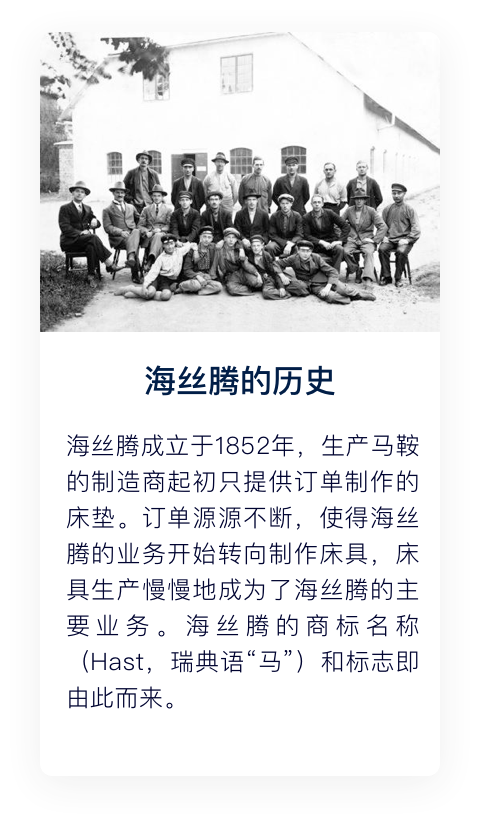 海丝腾的历史
海丝腾成立于1852年，生产马鞍
的制造商起初只提供订单制作的
床垫。订单源源不断，使得海丝
腾的业务开始转向制作床具，床
具生产慢慢地成为了海丝腾的主
要业务。海丝腾的商标名称
（Hast，瑞典语“马”）和标志即
由此而来。